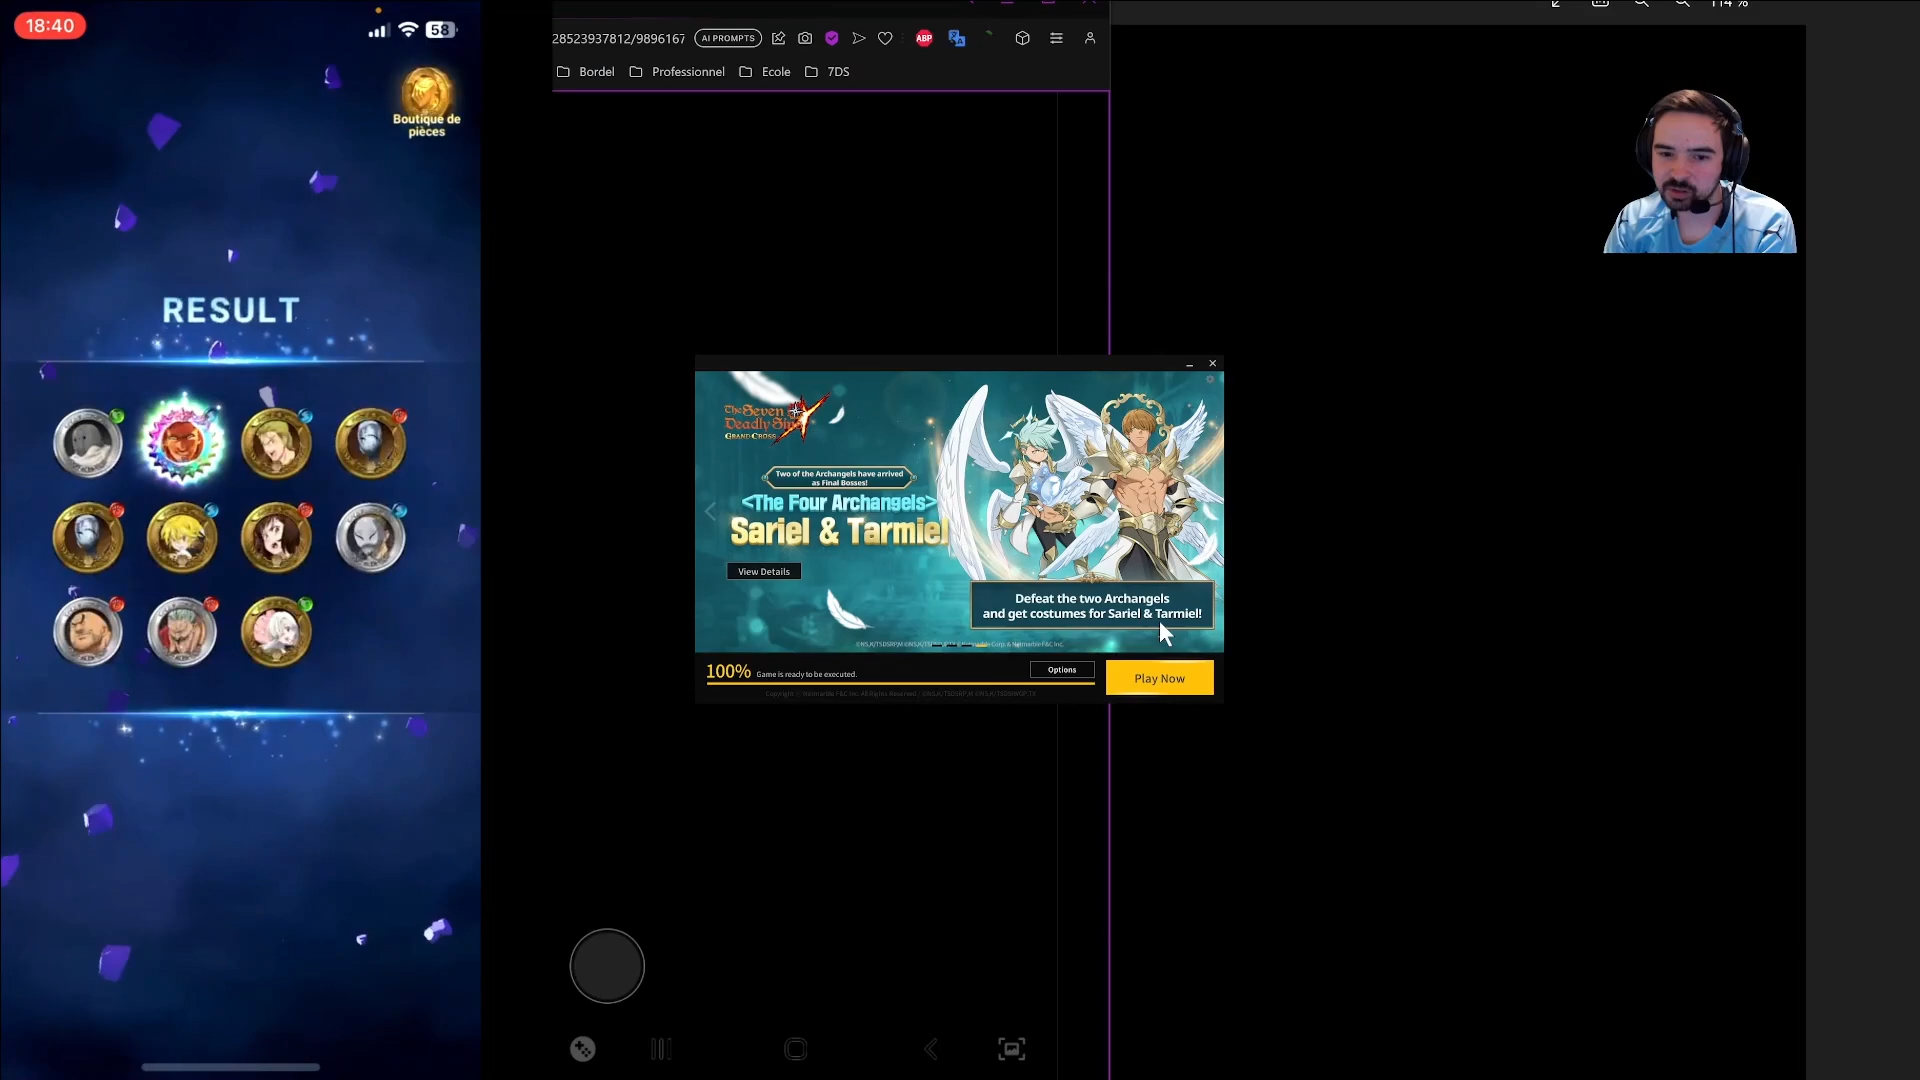 18:40
58
Boutique de
pièces
RESULT
28523937812/9896167
AI PROMPTS
ABP
Bordel
Professionnel
Ecole
7DS
114 %
The Seven
Deadly Sins
GRAND CROSS
Two of the Archangels have arrived
as Final Bosses!
<The Four Archangels>
Sariel & Tarmiel
View Details
Defeat the two Archangels
and get costumes for Sariel & Tarmiel!
100%
Game is ready to be executed.
Options
Play Now